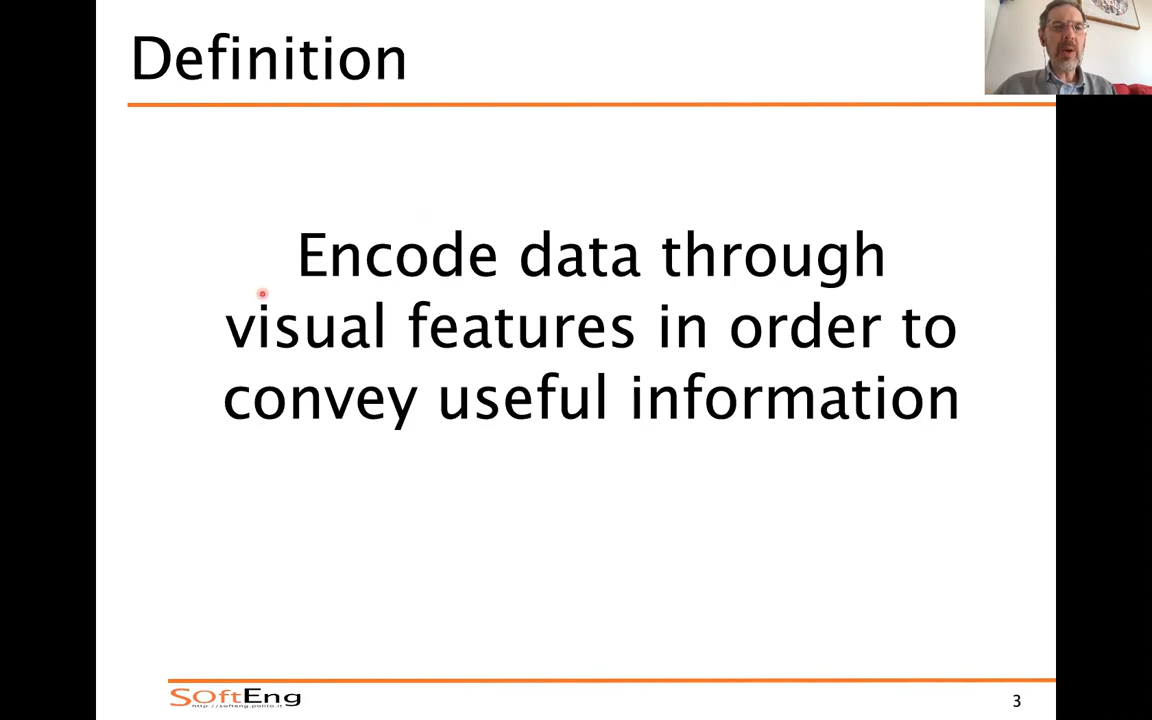 Definition
Encode data through
visual features in order to
convey useful information
SOftEng
http://softeng.polito.it
3